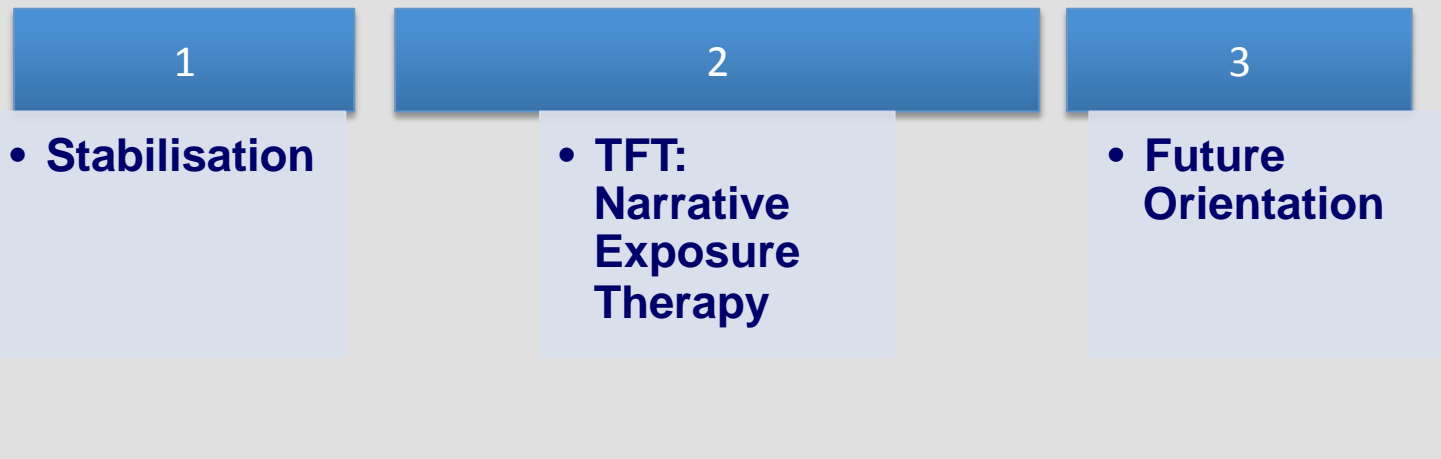 1
2
3
• Stabilisation
• TFT:
Narrative
Exposure
Therapy
• Future
Orientation